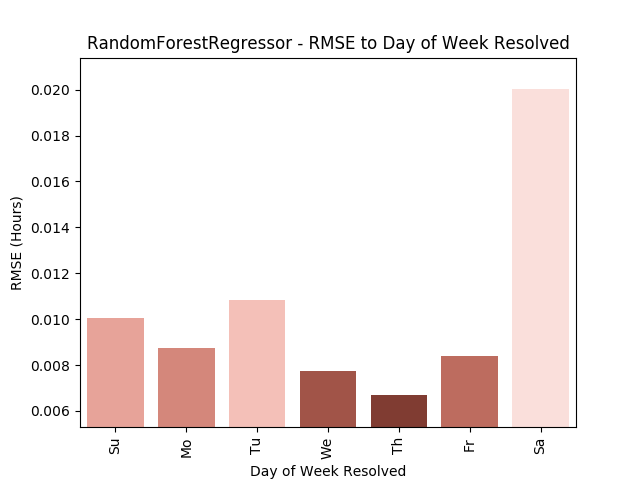 RandomForestRegressor - RMSE to Day of Week Resolved
0.020
0.018
0.016
0.014
0.012
0.010
0.008
0.006
RMSE (Hours)
Su
Mo
Tu
We
Th
Fr
Sa
Day of Week Resolved